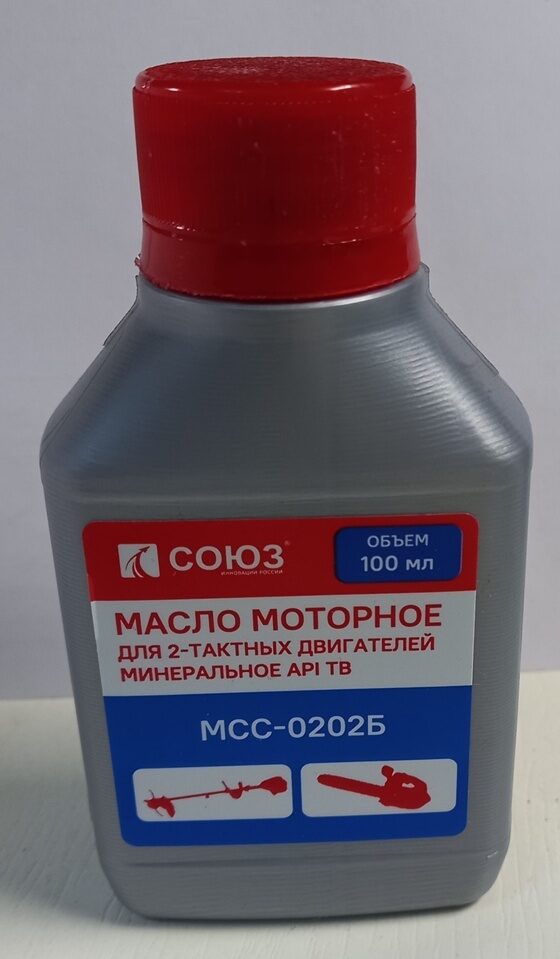 СОЮЗ®
ИННОВАЦИИ РОССИИ
ОБЪЕМ
100 мл
МАСЛО МОТОРНОЕ
ДЛЯ 2-ТАКТНЫХ ДВИГАТЕЛЕЙ
МИНЕРАЛЬНОЕ API TB
МСС-0202Б